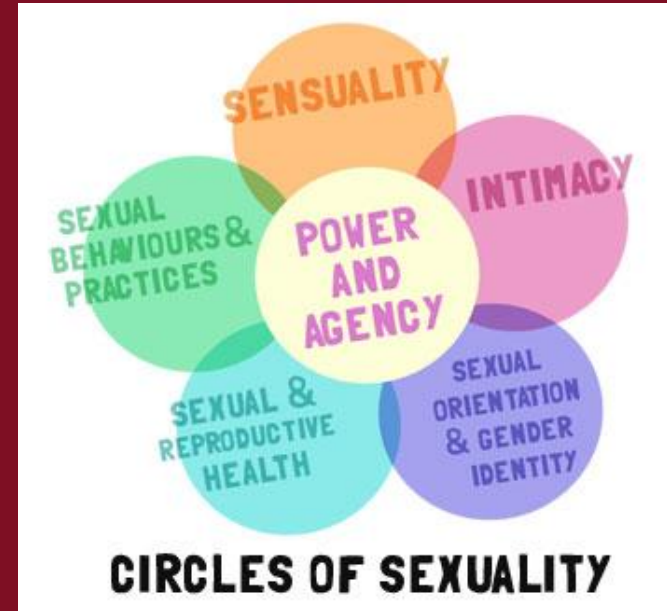 SENSUALITY
INTIMACY
SEXUAL
BEHAVIOURS &
PRACTICES
POWER
AND
AGENCY
SEXUAL &
REPRODUCTIVE
HEALTH
SEXUAL
ORIENTATION
& GENDER
IDENTITY
CIRCLES OF SEXUALITY